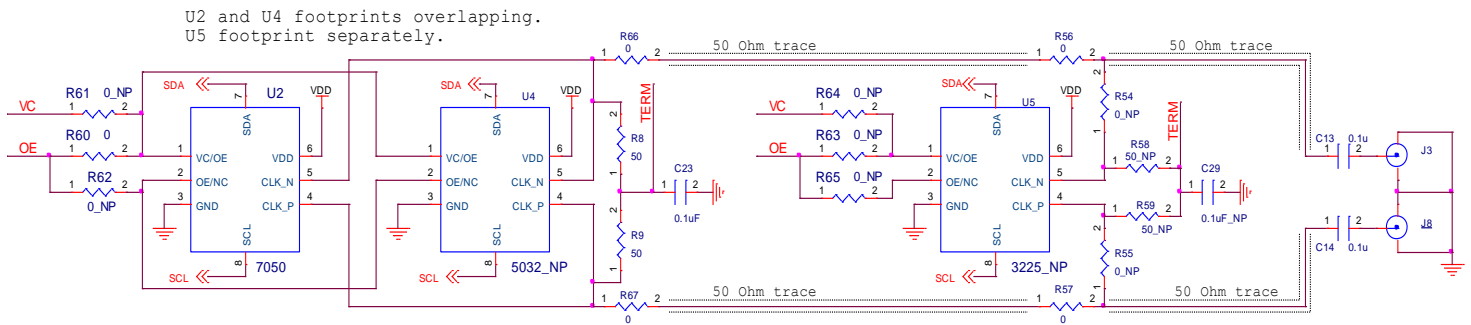 U2 and U4 footprints overlapping.
U5 footprint separately.
R66
0
1 2
50 Ohm trace
R56
0
1 2
50 Ohm trace
SDA
7
U2
VDD
SDA
7
U4
VDD
TERM
SDA
7
U5
VDD
2
R54
0_NP
1
TERM
R61 0_NP
1 2
VC
R60 0
1 2
OE
R62
1 2
0_NP
SDA
1 VC/OE
VDD 6
2 OE/NC
CLK_N 5
3 GND
CLK_P 4
SCL
8
SCL
7050
SDA
1 VC/OE
VDD 6
2 OE/NC
CLK_N 5
3 GND
CLK_P 4
SCL
8
SCL
5032_NP
2
R8
50
1
C23
1 2
0.1uF
2
R9
50
1
R64 0_NP
1 2
VC
R63 0_NP
1 2
OE
R65 0_NP
1 2
SDA
1 VC/OE
VDD 6
2 OE/NC
CLK_N 5
3 GND
CLK_P 4
SCL
8
SCL
3225_NP
R58
50_NP
1 2
C29
1 2
0.1uF_NP
R59
1 2
50_NP
2
R55
0_NP
1
C13 0.1u
1 2
1
J3
2
1 2
C14 0.1u
1
J8
2
R67
1 2
0
50 Ohm trace
R57
1 2
0
50 Ohm trace